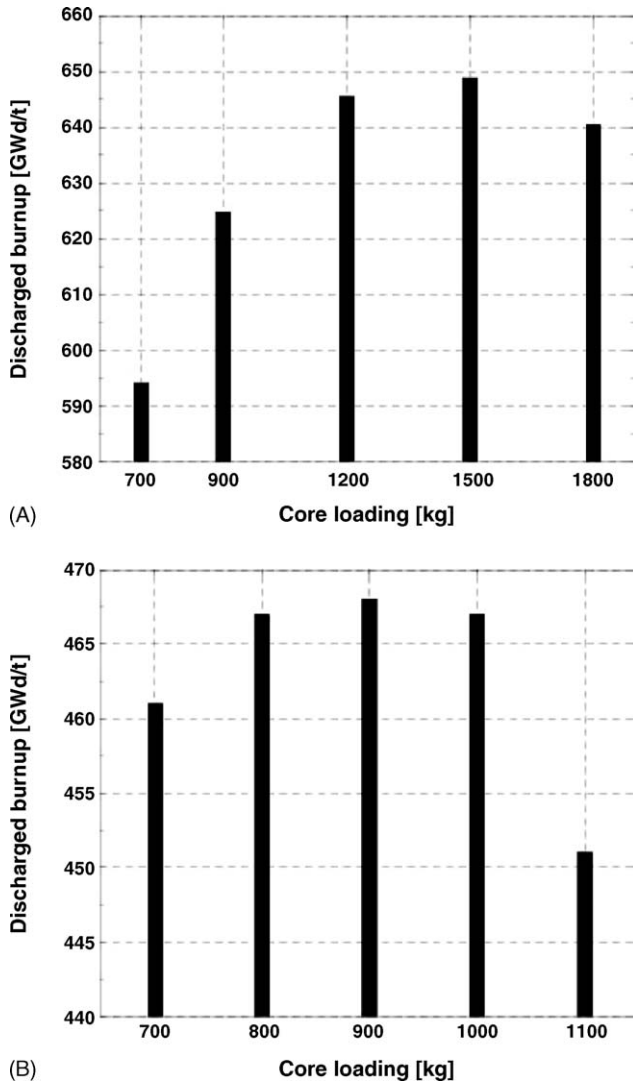 660
650
640
630
620
610
600
590
580
Discharged burnup [GWd/t]
700 900 1200 1500 1800
(A) Core loading [kg]
470
465
460
455
450
445
440
Discharged burnup [GWd/t]
700 800 900 1000 1100
(B) Core loading [kg]